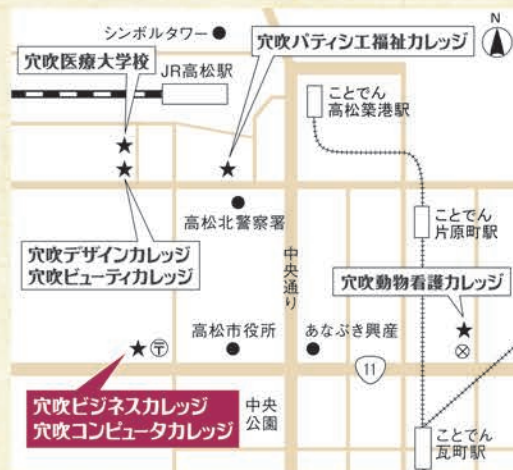 シンボルタワー
N
穴吹パティシエ福祉カレッジ
穴吹医療大学校
JR高松駅
ことでん
高松築港駅
高松北警察署
ことでん
片原町駅
穴吹デザインカレッジ
穴吹ビューティカレッジ
中央通り
穴吹動物看護カレッジ
高松市役所
あなぶき興産
〒
11
穴吹ビジネスカレッジ
穴吹コンピュータカレッジ
中央
公園
ことでん
瓦町駅